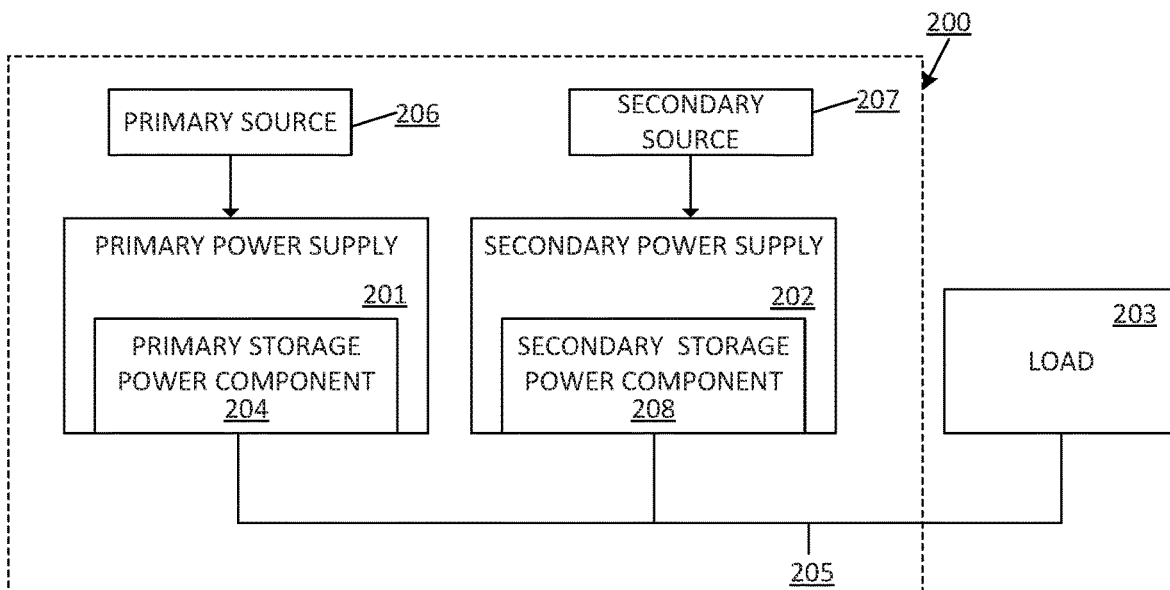 200
PRIMARY SOURCE
206
SECONDARY
SOURCE
207
PRIMARY POWER SUPPLY
201
PRIMARY STORAGE
POWER COMPONENT
204
SECONDARY POWER SUPPLY
202
SECONDARY STORAGE
POWER COMPONENT
208
203
LOAD
205